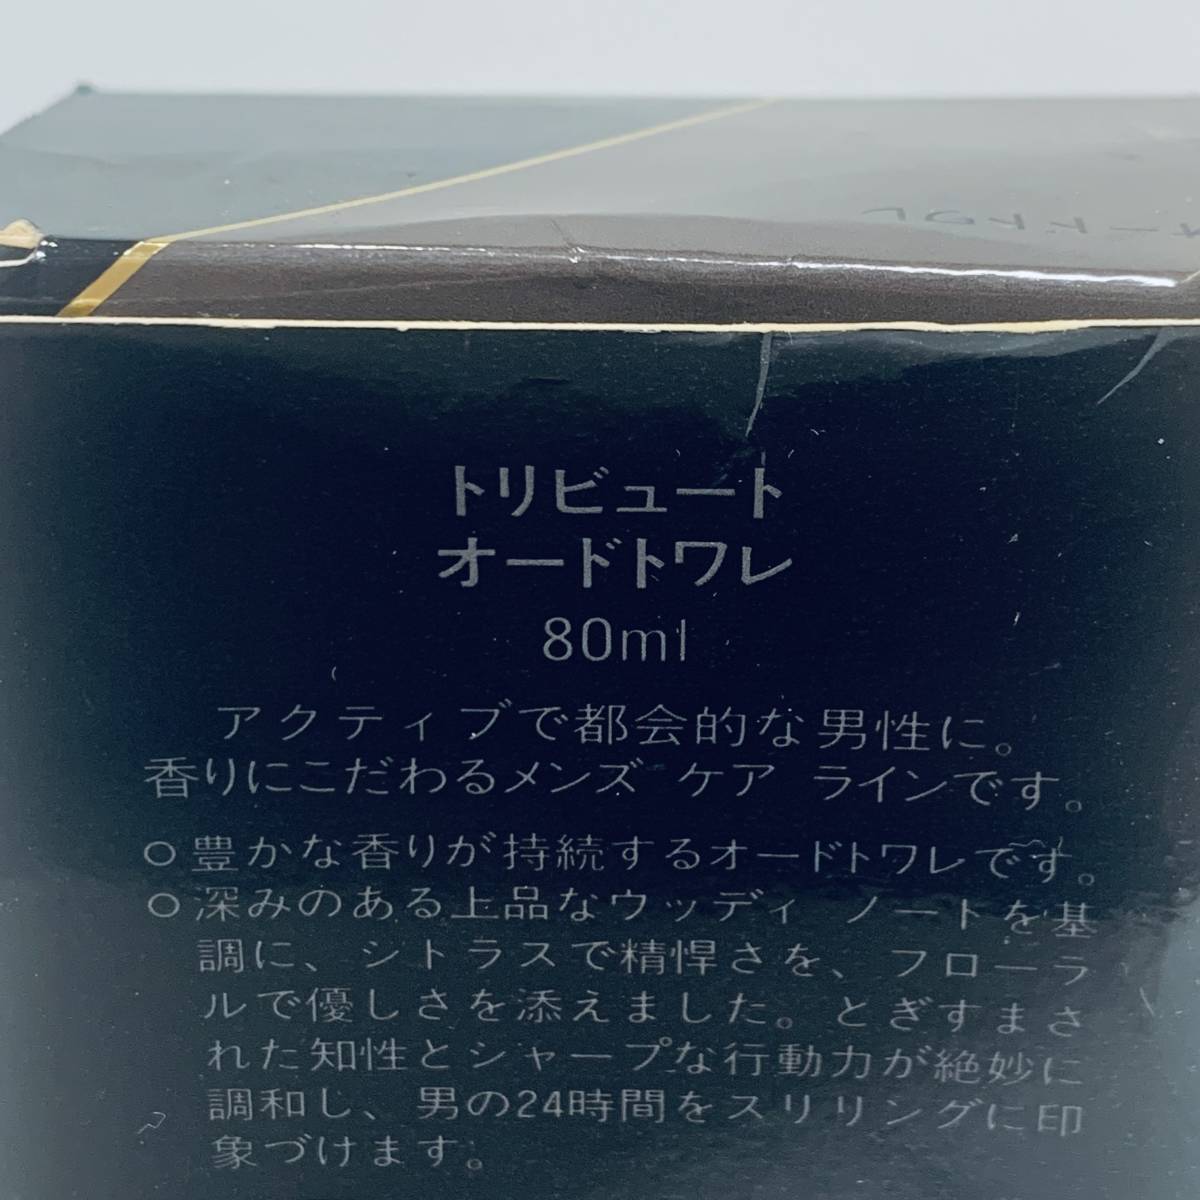 トリビュート
オードトワレ
80ml
アクティブで都会的な男性に。
香りにこだわるメンズ ケア ラインです。
○豊かな香りが持続するオードトワレです。
○深みのある上品なウッディ ノートを基
調に、シトラスで精悍さを、フローラ
ルで優しさを添えました。とぎすまさ
れた知性とシャープな行動力が絶妙に
調和し、男の24時間をスリリングに印
象づけます。